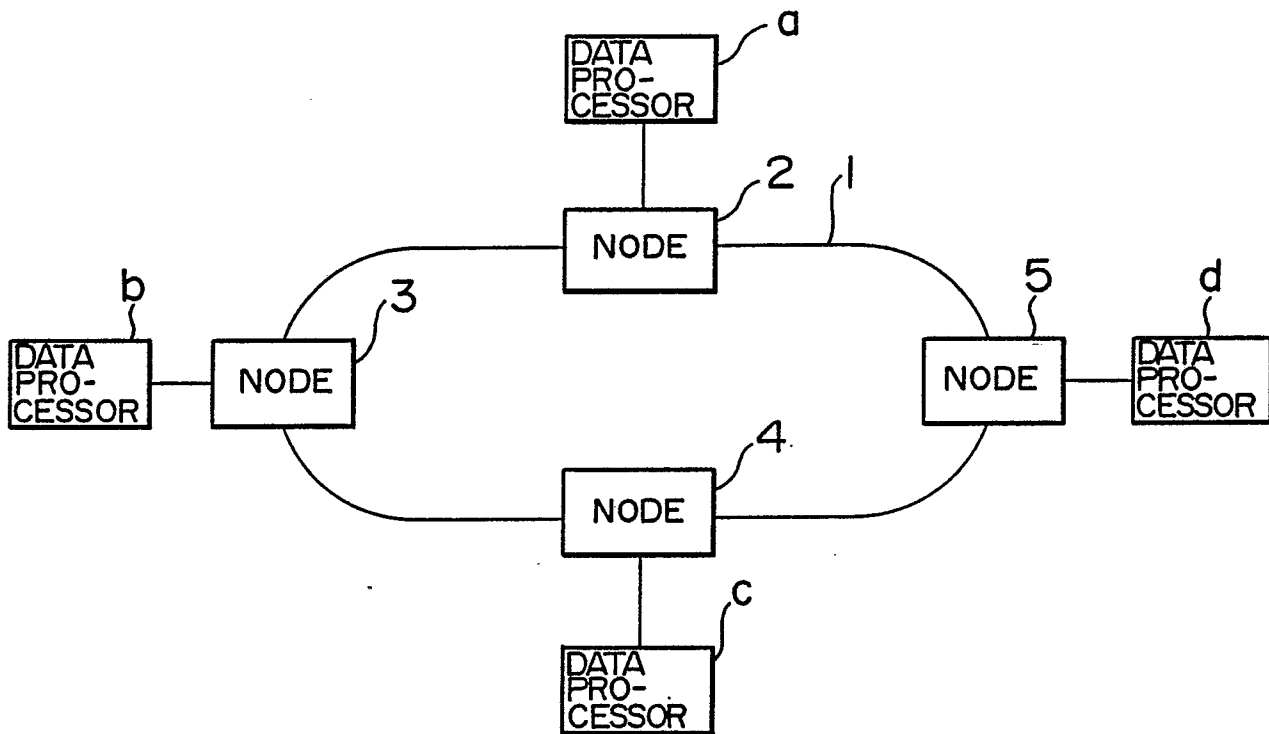 a
DATA
PRO-
CESSOR
2
1
NODE
b
3
5
d
DATA
PRO-
CESSOR
NODE
NODE
DATA
PRO-
CESSOR
4
NODE
c
DATA
PRO-
CESSOR